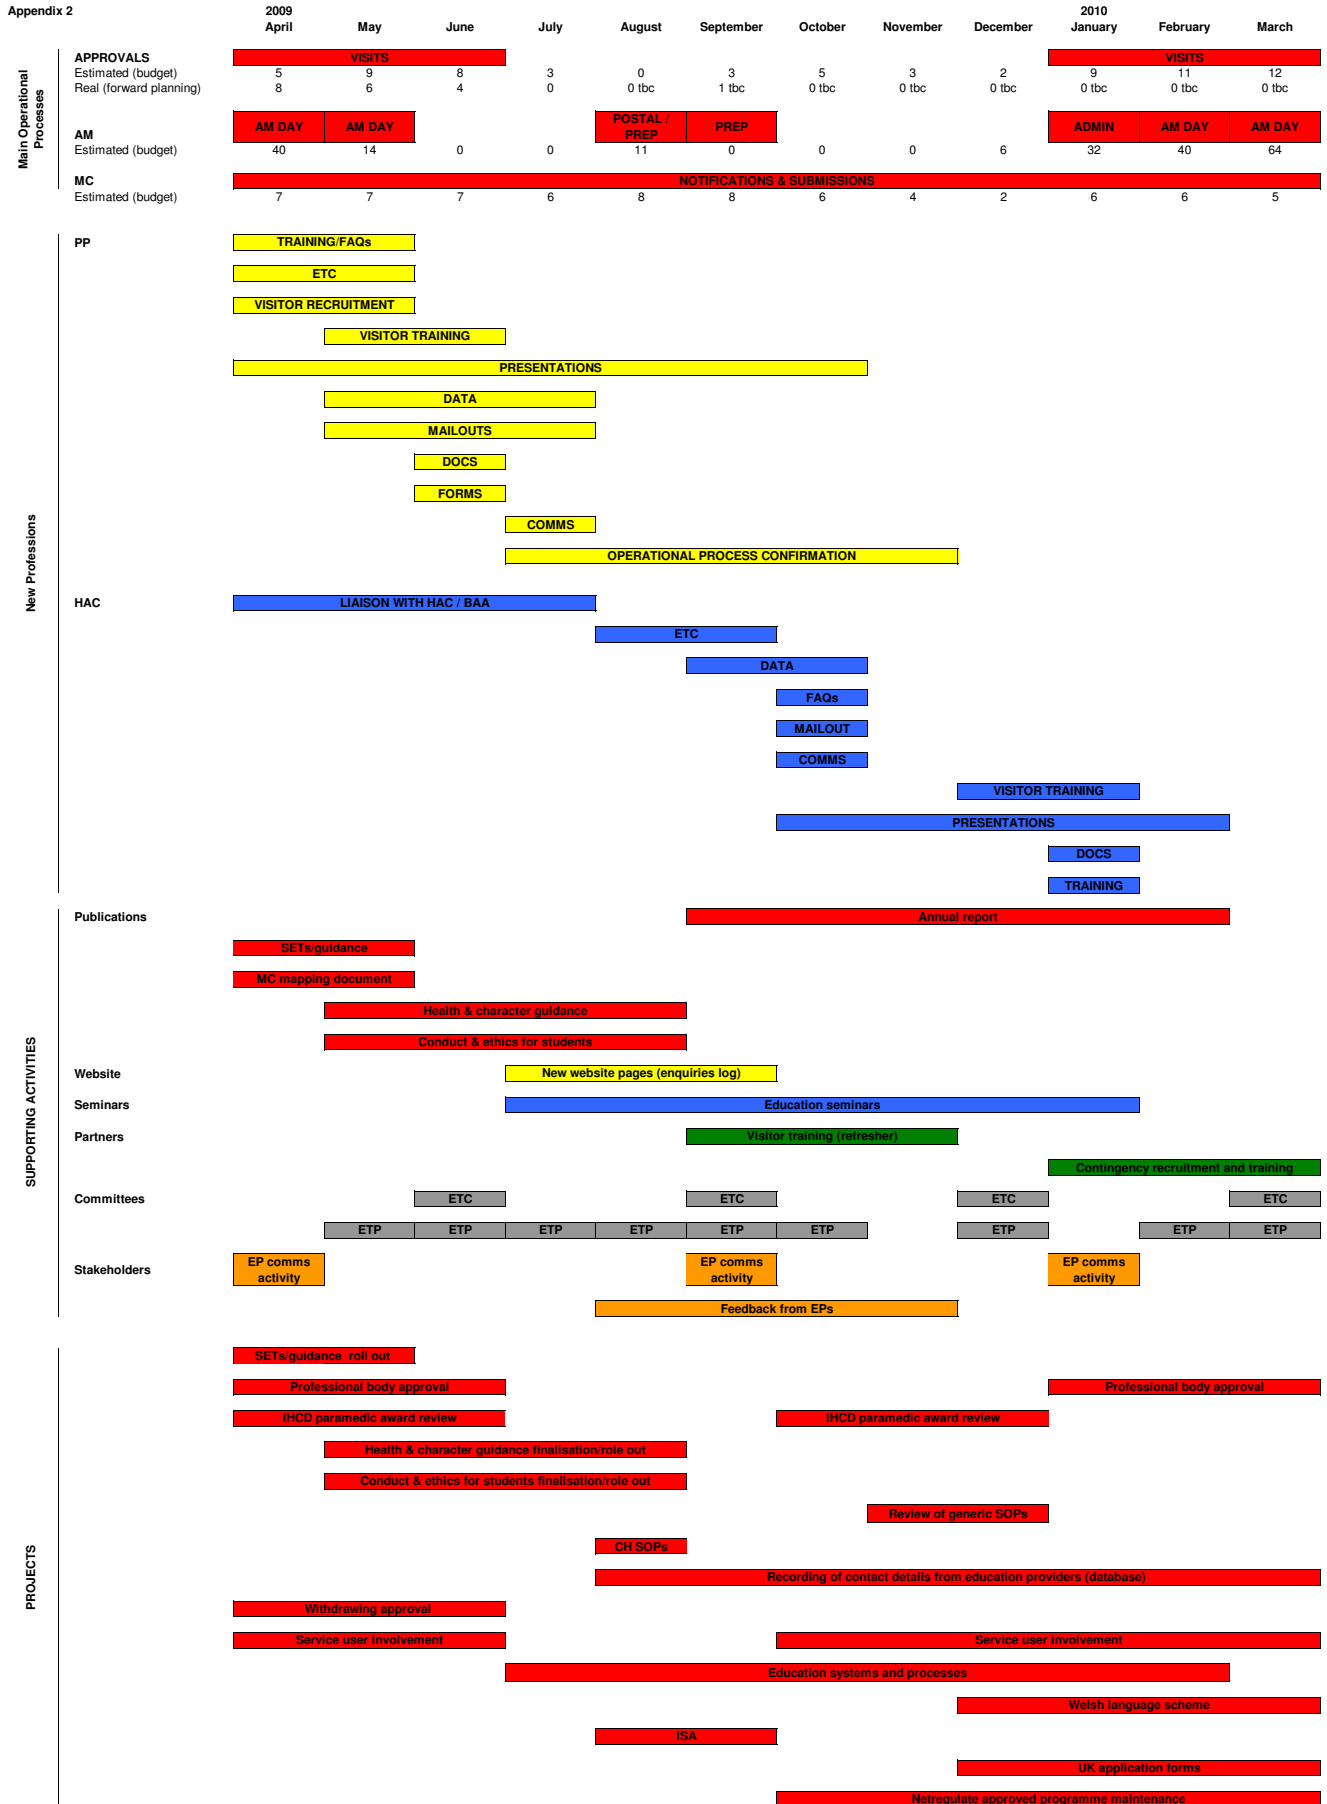 Appendix 2
2009 2010
April May June July August September October November December January February March
Main Operational Processes
APPROVALS VISITS VISITS
Estimated (budget) 5 9 8 3 0 3 5 3 2 9 11 12
Real (forward planning) 8 6 4 0 0 tbc 1 tbc 0 tbc 0 tbc 0 tbc 0 tbc 0 tbc 0 tbc
AM AM DAY AM DAY POSTAL / PREP PREP ADMIN AM DAY AM DAY
Estimated (budget) 40 14 0 0 11 0 0 0 6 32 40 64
MC NOTIFICATIONS & SUBMISSIONS
Estimated (budget) 7 7 7 6 8 8 6 4 2 6 6 5
New Professions
PP TRAINING/FAQs
ETC
VISITOR RECRUITMENT
VISITOR TRAINING
PRESENTATIONS
DATA
MAILOUTS
DOCS
FORMS
COMMS
OPERATIONAL PROCESS CONFIRMATION
HAC LIAISON WITH HAC / BAA
ETC
DATA
FAQs
MAILOUT
COMMS
VISITOR TRAINING
PRESENTATIONS
DOCS
TRAINING
SUPPORTING ACTIVITIES
Publications Annual report
SETs/guidance
MC mapping document
Health & character guidance
Conduct & ethics for students
Website New website pages (enquiries log)
Seminars Education seminars
Partners Visitor training (refresher)
Contingency recruitment and training
Committees ETC ETC ETC ETC
ETP ETP ETP ETP ETP ETP ETP ETP ETP
Stakeholders EP comms activity EP comms activity EP comms activity
Feedback from EPs
PROJECTS
SETs/guidance roll out
Professional body approval Professional body approval
IHCD paramedic award review IHCD paramedic award review
Health & character guidance finalisation/role out
Conduct & ethics for students finalisation/role out
Review of generic SOPs
CH SOPs
Recording of contact details from education providers (database)
Withdrawing approval
Service user involvement Service user involvement
Education systems and processes
Welsh language scheme
ISA
UK application forms
Netregulate approved programme maintenance